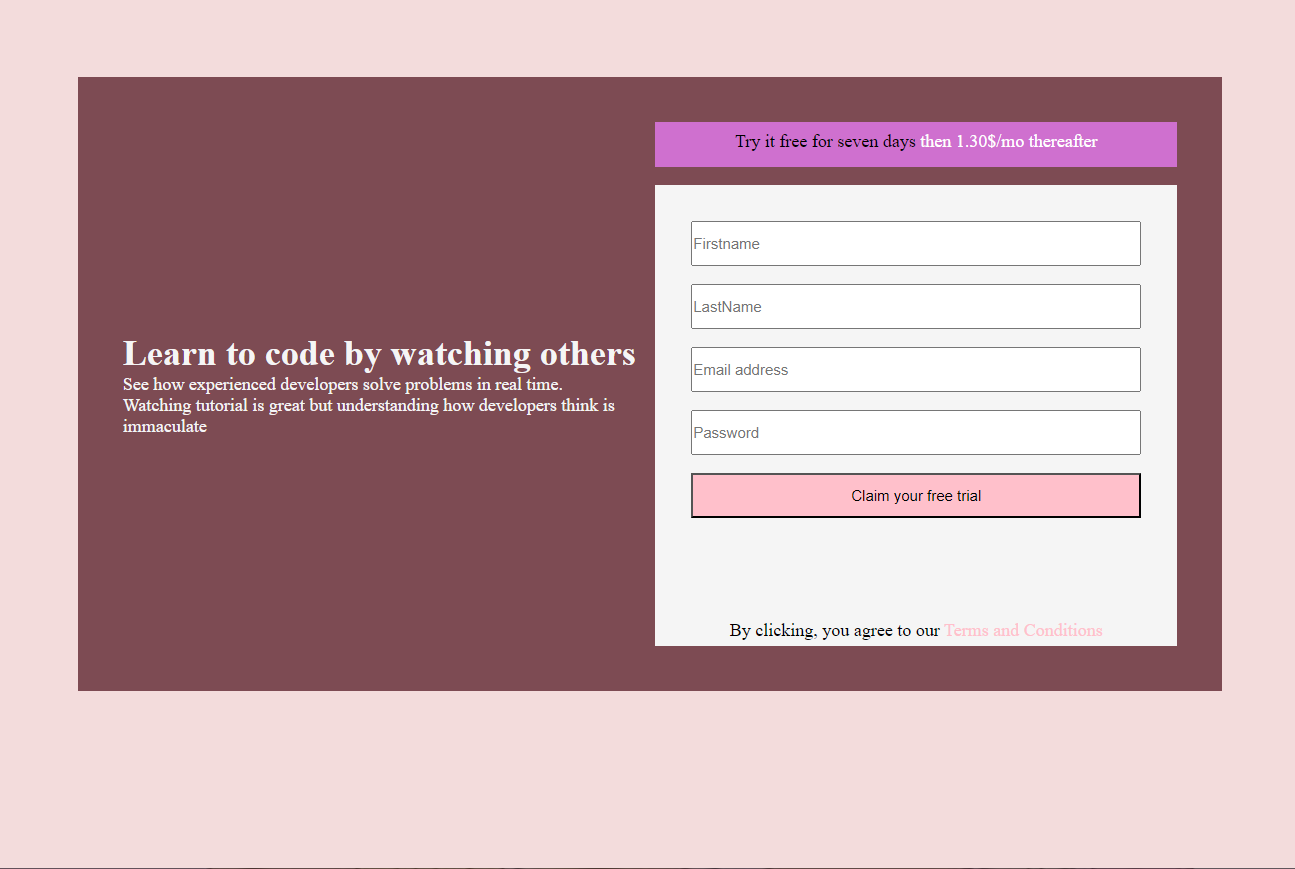 Learn to code by watching others
See how experienced developers solve problems in real time.
Watching tutorial is great but understanding how developers think is
immaculate
Try it free for seven days then 1.30$/mo thereafter
Firstname
LastName
Email address
Password
Claim your free trial
By clicking, you agree to our Terms and Conditions